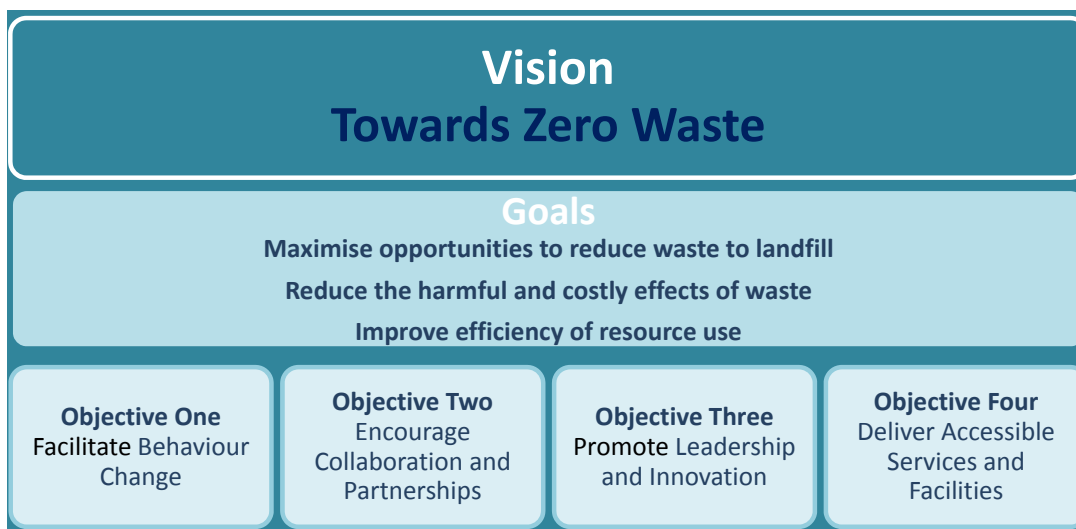 Vision
Towards Zero Waste
Goals
Maximise opportunities to reduce waste to landfill
Reduce the harmful and costly effects of waste
Improve efficiency of resource use
Objective One
Facilitate Behaviour
Change
Objective Two
Encourage
Collaboration and
Partnerships
Objective Three
Promote Leadership
and Innovation
Objective Four
Deliver Accessible
Services and
Facilities